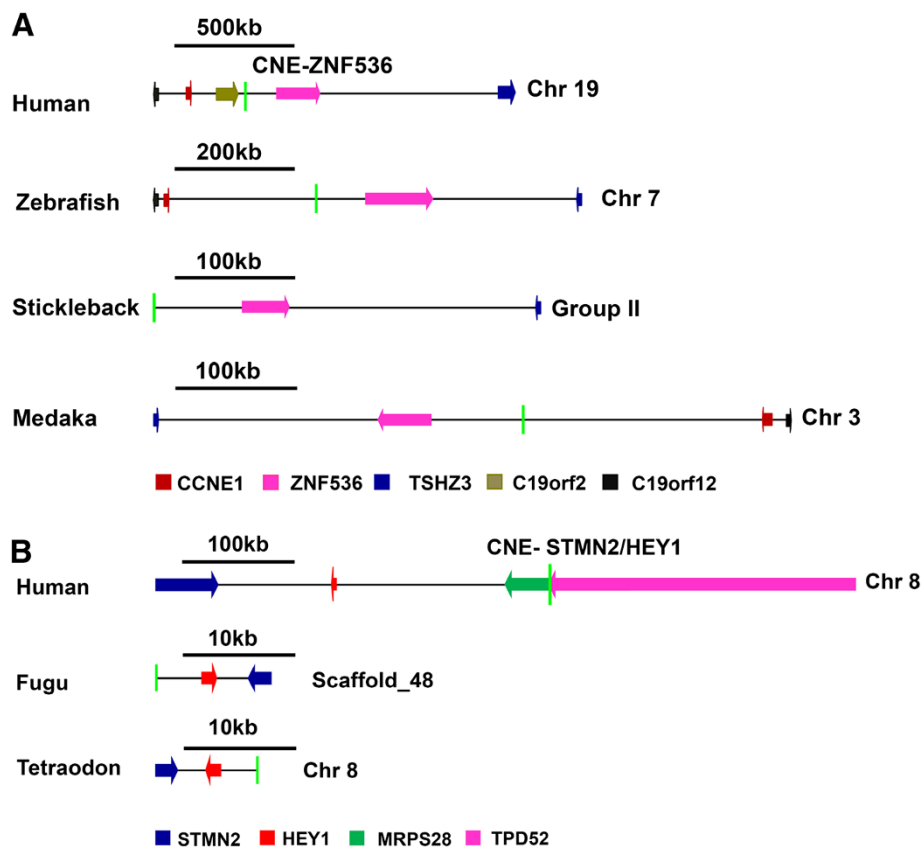 A
500kb
CNE-ZNF536
Human
Chr 19
200kb
Zebrafish
Chr 7
100kb
Stickleback
Group II
100kb
Medaka
Chr 3
CCNE1 ZNF536 TSHZ3 C19orf2 C19orf12
B
100kb
CNE- STMN2/HEY1
Human
Chr 8
10kb
Fugu
Scaffold_48
10kb
Tetraodon
Chr 8
STMN2 HEY1 MRPS28 TPD52